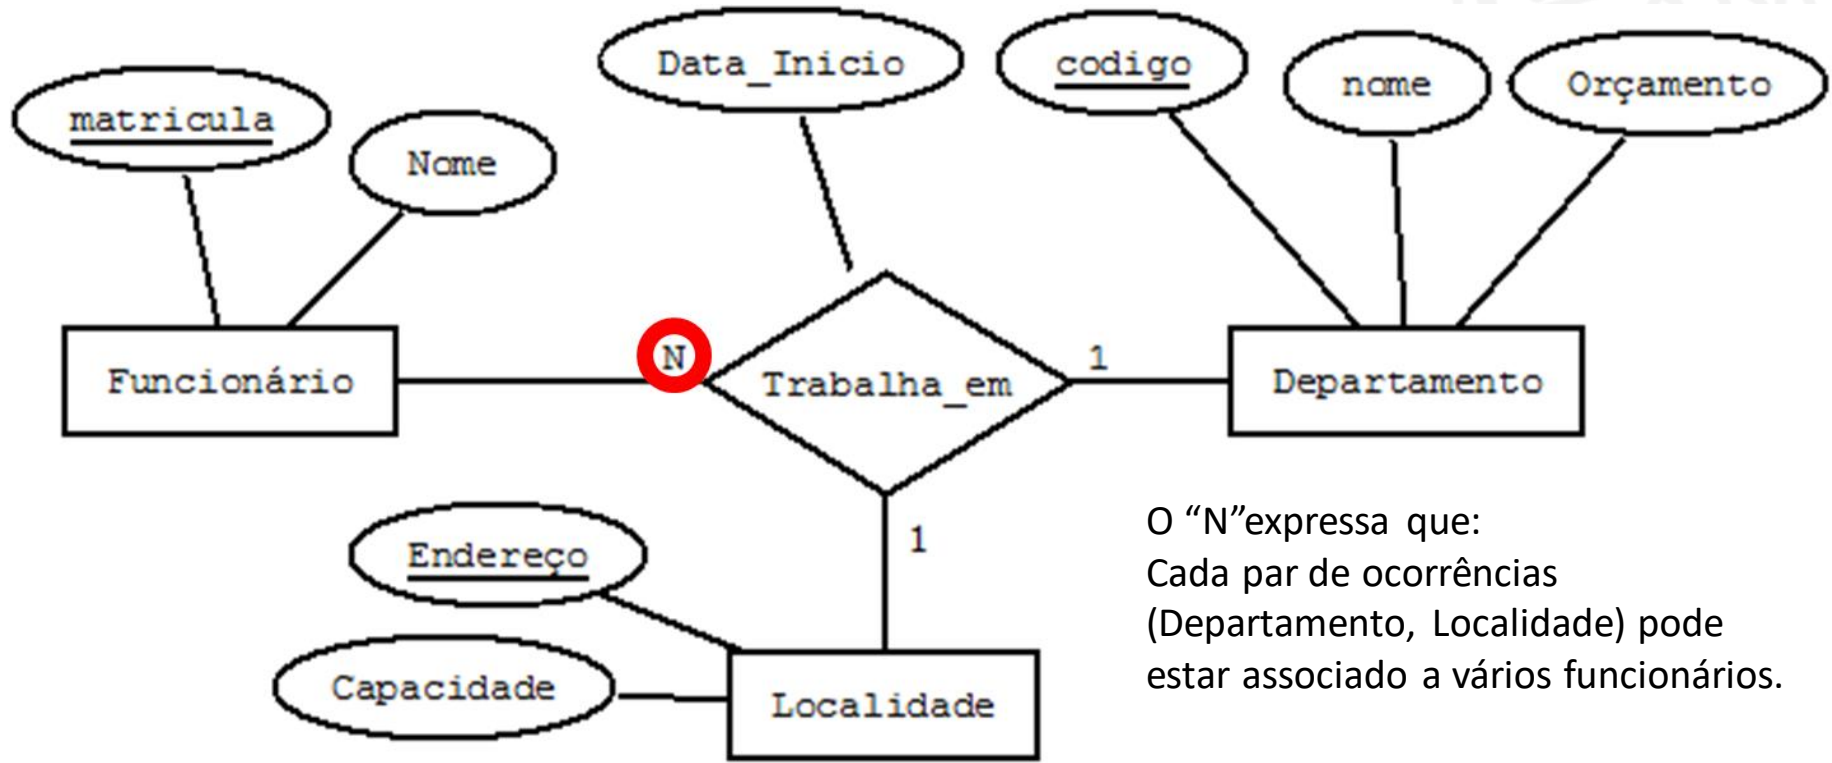 Data_Inicio
codigo
nome
Orçamento
matricula
Nome
N
1
Funcionário
Trabalha_em
Departamento
1
Endereço
Capacidade
Localidade
O “N”expressa que:
Cada par de ocorrências
(Departamento, Localidade) pode
estar associado a vários funcionários.